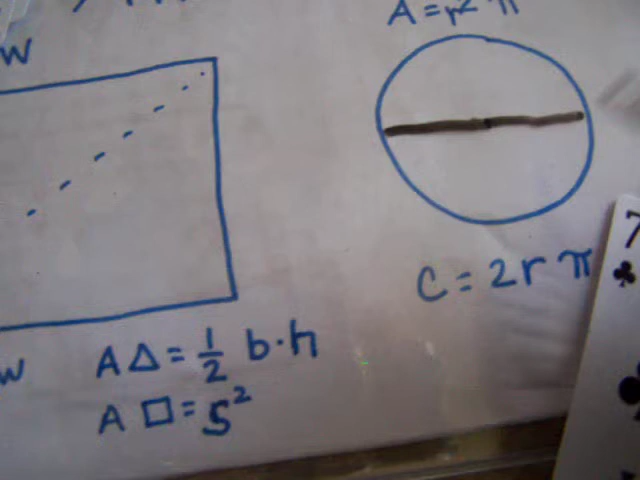 A = r² π
W
C = 2r π
7
W
A△ = 1/2 b·h
A □ = s²